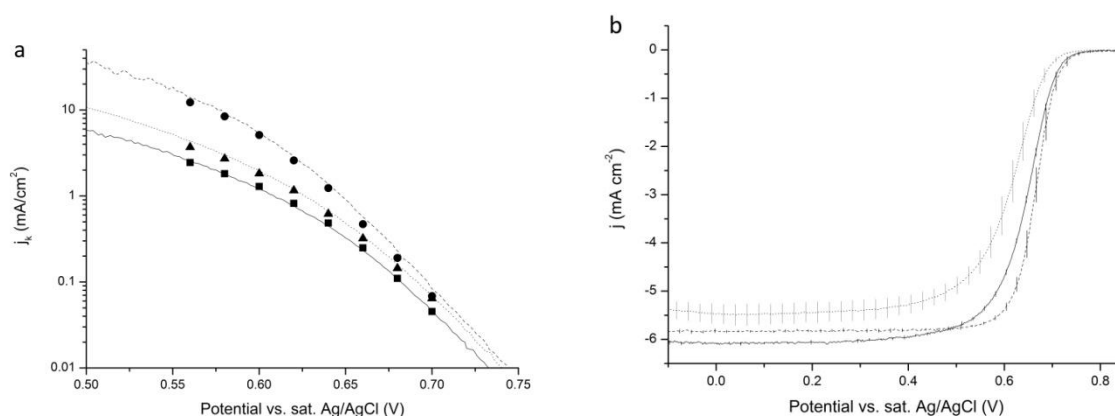 a
10
1
0.1
0.01
j_k (mA/cm²)
0.50 0.55 0.60 0.65 0.70 0.75
Potential vs. sat. Ag/AgCl (V)
b
0
-1
-2
-3
-4
-5
-6
j (mA cm⁻²)
0.0 0.2 0.4 0.6 0.8
Potential vs. sat. Ag/AgCl (V)